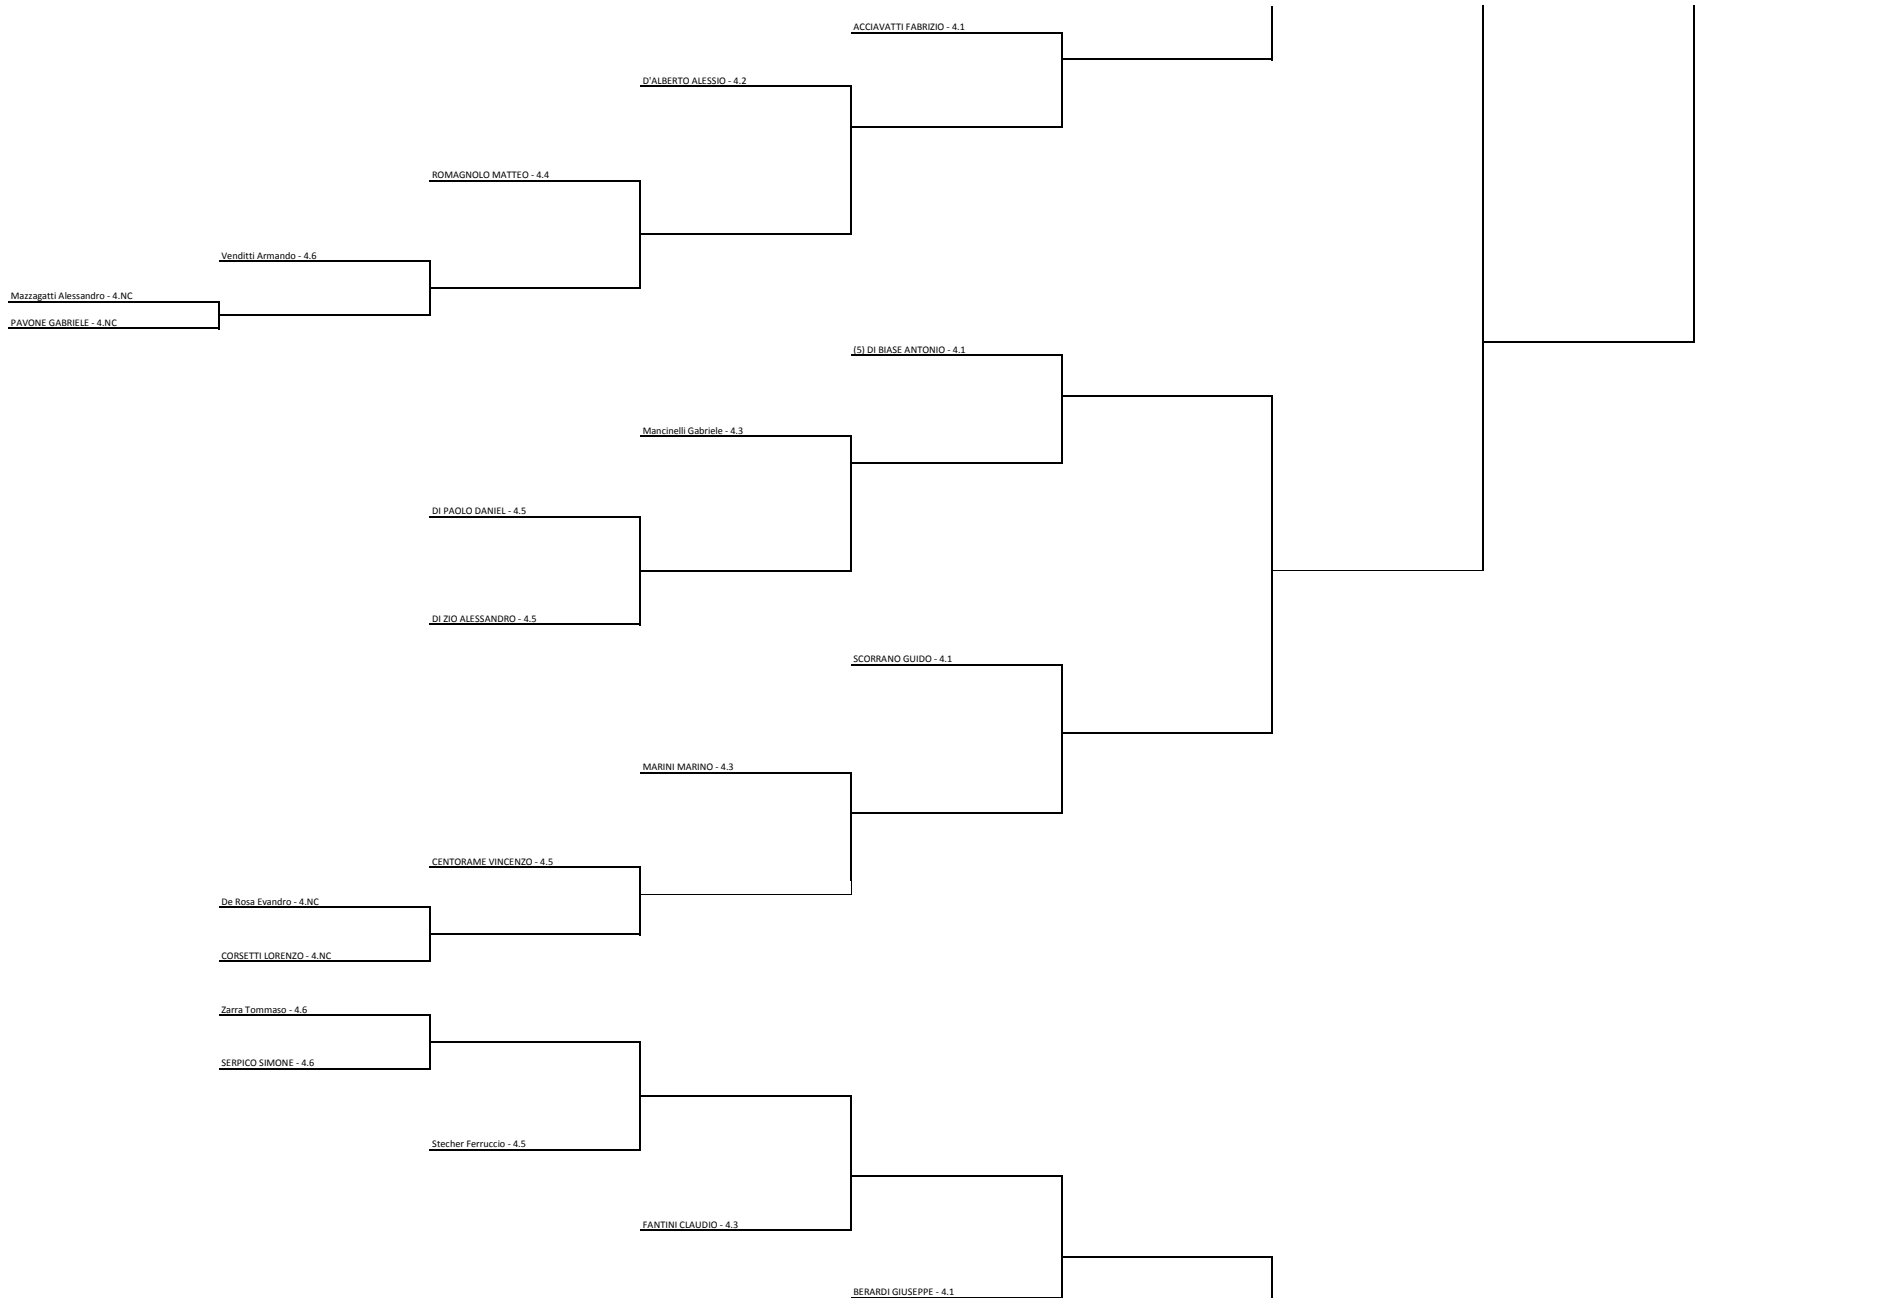 ACCIAVATTI FABRIZIO - 4.1
D'ALBERTO ALESSIO - 4.2
ROMAGNOLO MATTEO - 4.4
Venditti Armando - 4.6
Mazzagatti Alessandro - 4.NC
PAVONE GABRIELE - 4.NC
(5) DI BIASE ANTONIO - 4.1
Mancinelli Gabriele - 4.3
DI PAOLO DANIEL - 4.5
DI ZIO ALESSANDRO - 4.5
SCORRANO GUIDO - 4.1
MARINI MARINO - 4.3
CENTORAME VINCENZO - 4.5
De Rosa Evandro - 4.NC
CORSETTI LORENZO - 4.NC
Zarra Tommaso - 4.6
SERPICO SIMONE - 4.6
Stecher Ferruccio - 4.5
FANTINI CLAUDIO - 4.3
BERARDI GIUSEPPE - 4.1